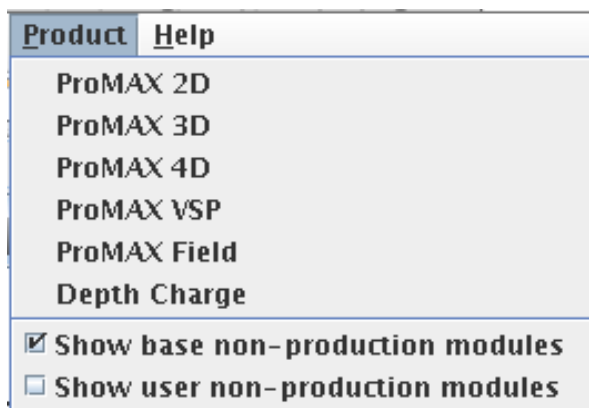 Product Help
ProMAX 2D
ProMAX 3D
ProMAX 4D
ProMAX VSP
ProMAX Field
Depth Charge
Show base non-production modules
Show user non-production modules